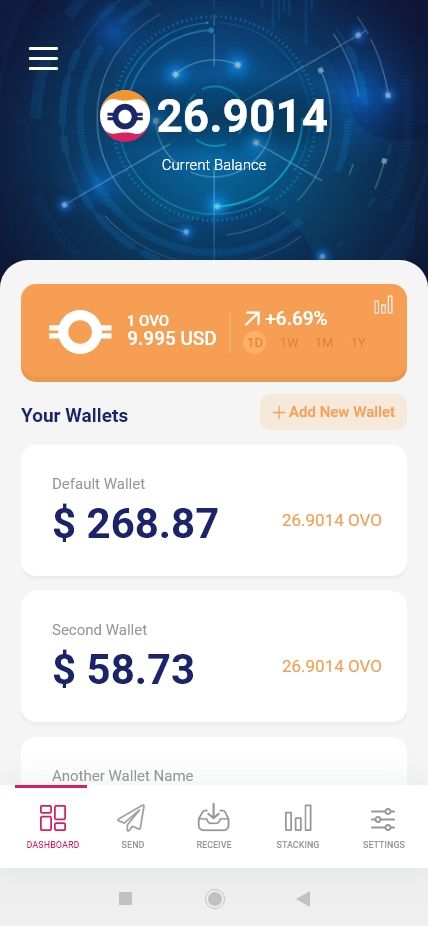 26.9014
Current Balance
1 OVO
9.995 USD
+6.69%
1D 1W 1M 1Y
Your Wallets
+ Add New Wallet
Default Wallet
$ 268.87
26.9014 OVO
Second Wallet
$ 58.73
26.9014 OVO
Another Wallet Name
DASHBOARD
SEND
RECEIVE
STACKING
SETTINGS